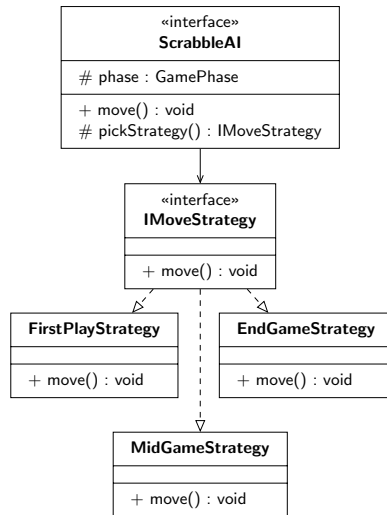 «interface»
ScrabbleAI
# phase : GamePhase
+ move() : void
# pickStrategy() : IMoveStrategy
«interface»
IMoveStrategy
+ move() : void
FirstPlayStrategy
+ move() : void
EndGameStrategy
+ move() : void
MidGameStrategy
+ move() : void